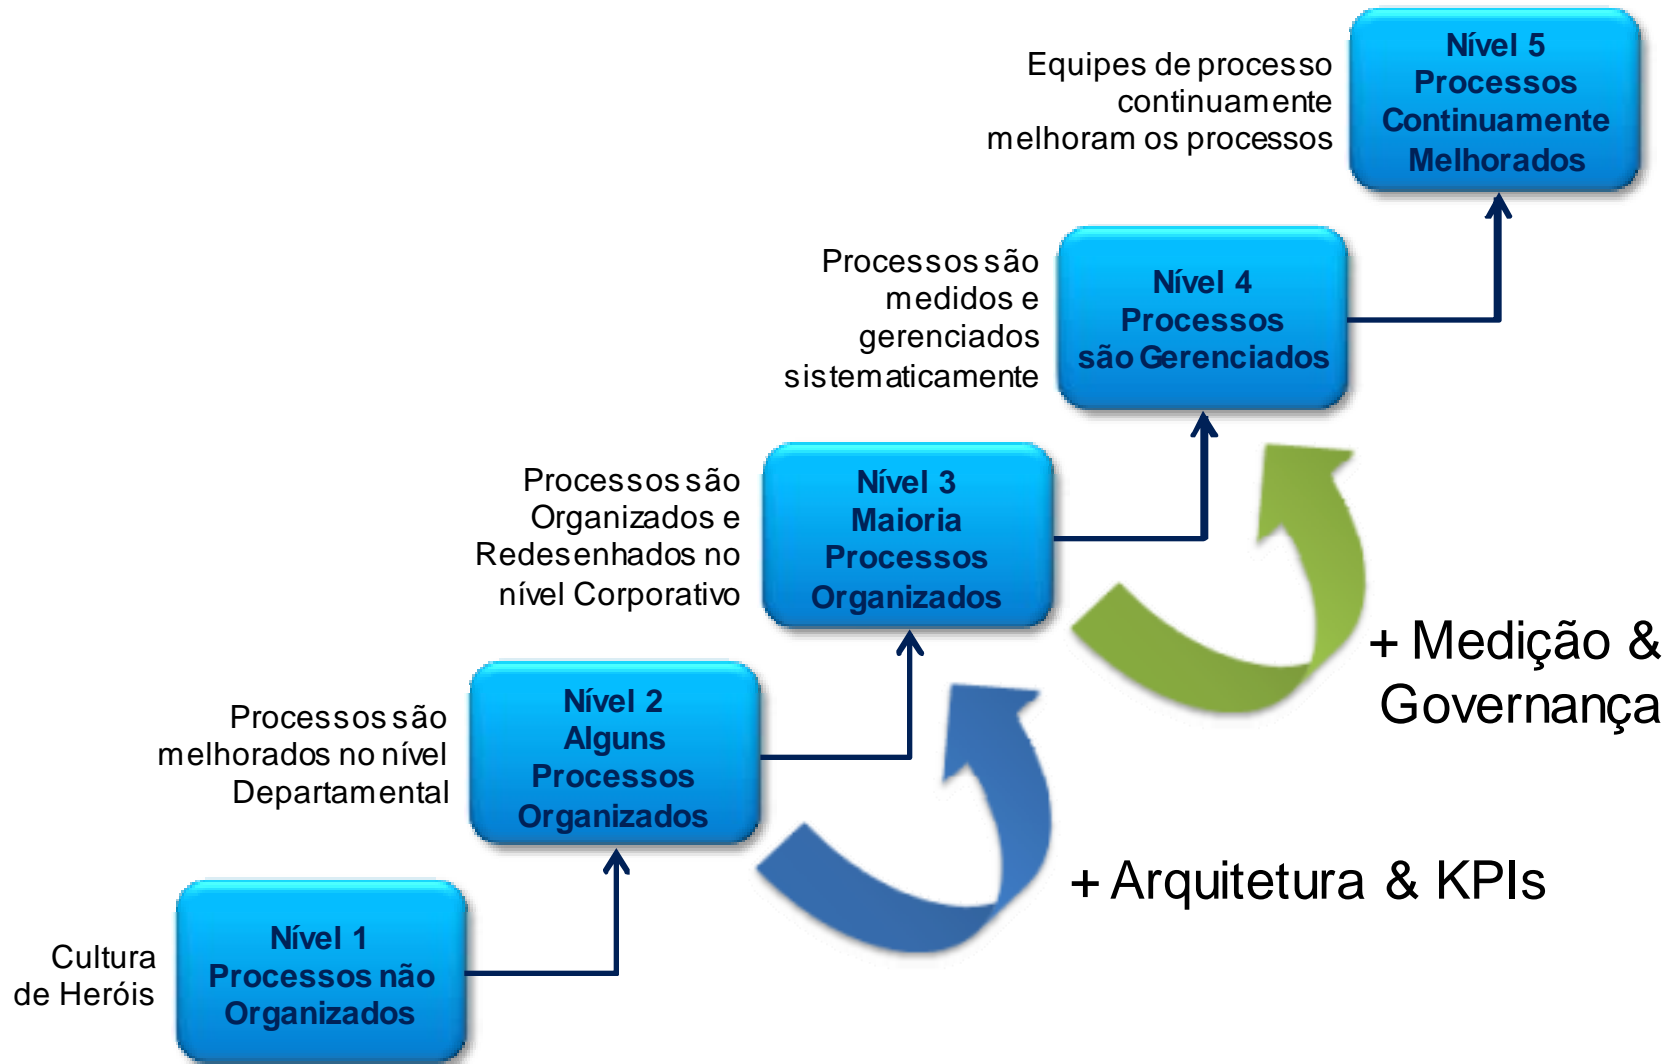 Equipes de processo
continuamente
melhoram os processos
Nível 5
Processos
Continuamente
Melhorados
Processos são
medidos e
gerenciados
sistematicamente
Nível 4
Processos
são Gerenciados
Processos são
Organizados e
Redesenhados no
nível Corporativo
Nível 3
Maioria
Processos
Organizados
+ Medição &
Governança
Processos são
melhorados no nível
Departamental
Nível 2
Alguns
Processos
Organizados
+ Arquitetura & KPIs
Cultura
de Heróis
Nível 1
Processos não
Organizados